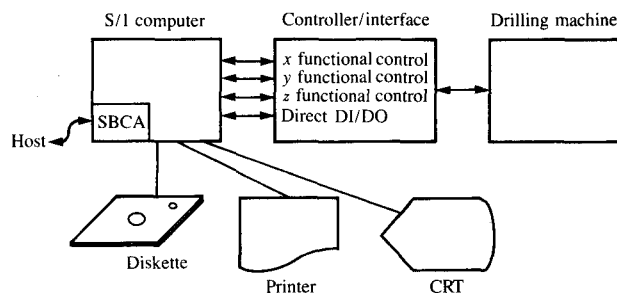 S/1 computer
Controller/interface
Drilling machine
x functional control
y functional control
z functional control
Direct DI/DO
SBCA
Host
Diskette
Printer
CRT